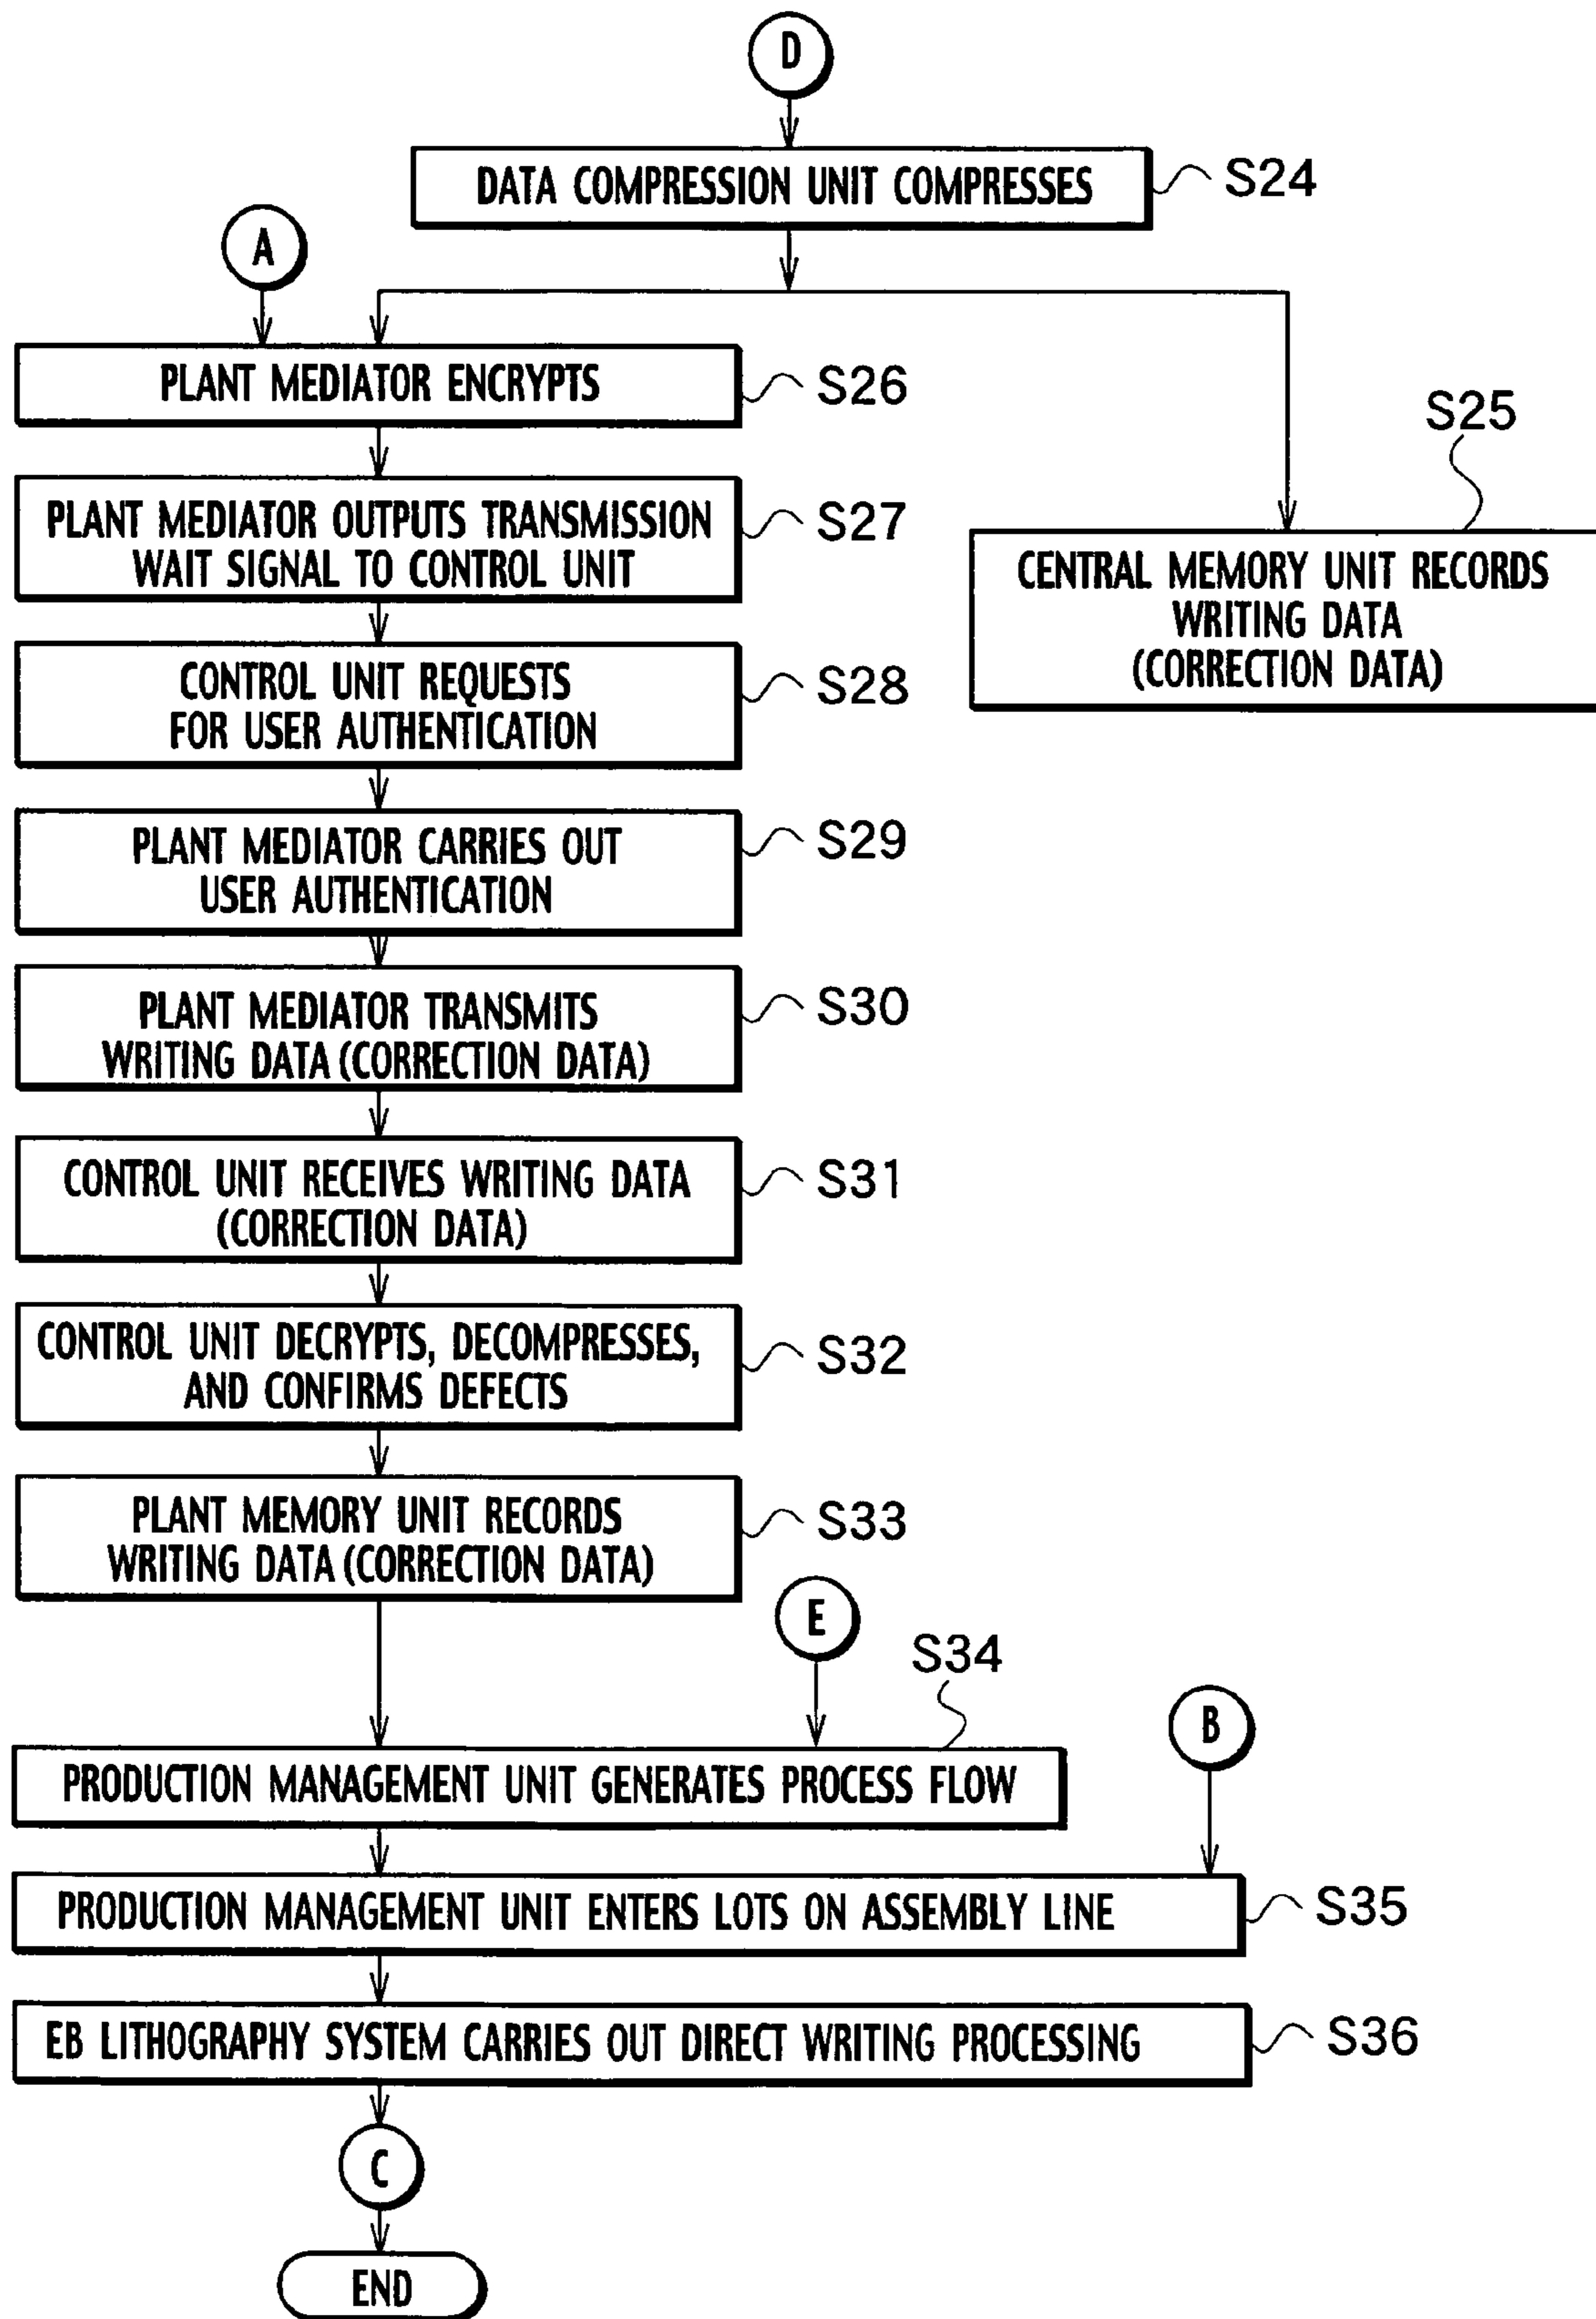 D
DATA COMPRESSION UNIT COMPRESSES
S24
A
PLANT MEDIATOR ENCRYPTS
S26
S25
PLANT MEDIATOR OUTPUTS TRANSMISSION
WAIT SIGNAL TO CONTROL UNIT
S27
CENTRAL MEMORY UNIT RECORDS
WRITING DATA
(CORRECTION DATA)
CONTROL UNIT REQUESTS
FOR USER AUTHENTICATION
S28
PLANT MEDIATOR CARRIES OUT
USER AUTHENTICATION
S29
PLANT MEDIATOR TRANSMITS
WRITING DATA (CORRECTION DATA)
S30
CONTROL UNIT RECEIVES WRITING DATA
(CORRECTION DATA)
S31
CONTROL UNIT DECRYPTS, DECOMPRESSES,
AND CONFIRMS DEFECTS
S32
PLANT MEMORY UNIT RECORDS
WRITING DATA (CORRECTION DATA)
S33
E
S34
B
PRODUCTION MANAGEMENT UNIT GENERATES PROCESS FLOW
PRODUCTION MANAGEMENT UNIT ENTERS LOTS ON ASSEMBLY LINE
S35
EB LITHOGRAPHY SYSTEM CARRIES OUT DIRECT WRITING PROCESSING
S36
C
END